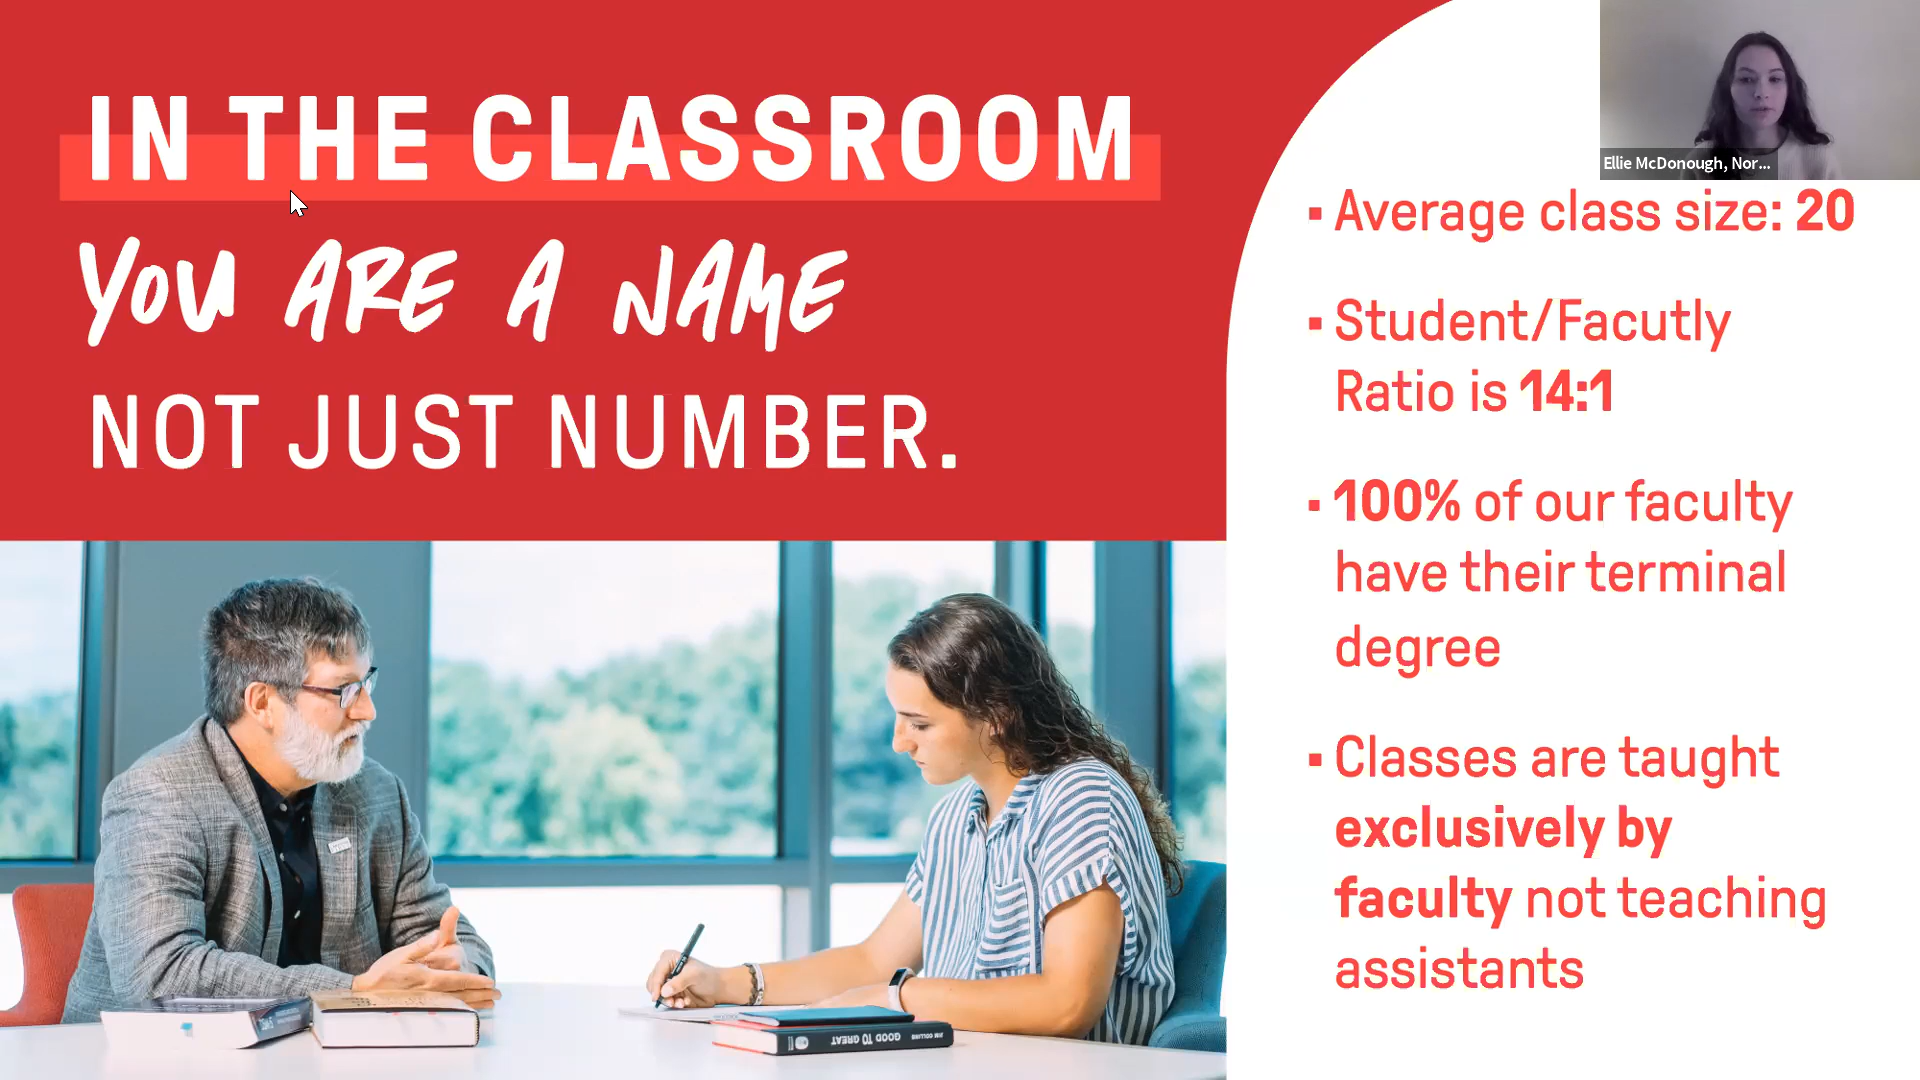 IN THE CLASSROOM
YOU ARE A NAME
NOT JUST NUMBER.
Ellie McDonough, Nor...
▪ Average class size: 20
▪ Student/Facutly
Ratio is 14:1
▪ 100% of our faculty
have their terminal
degree
▪ Classes are taught
exclusively by
faculty not teaching
assistants
JIM COLLINS GOOD TO GREAT